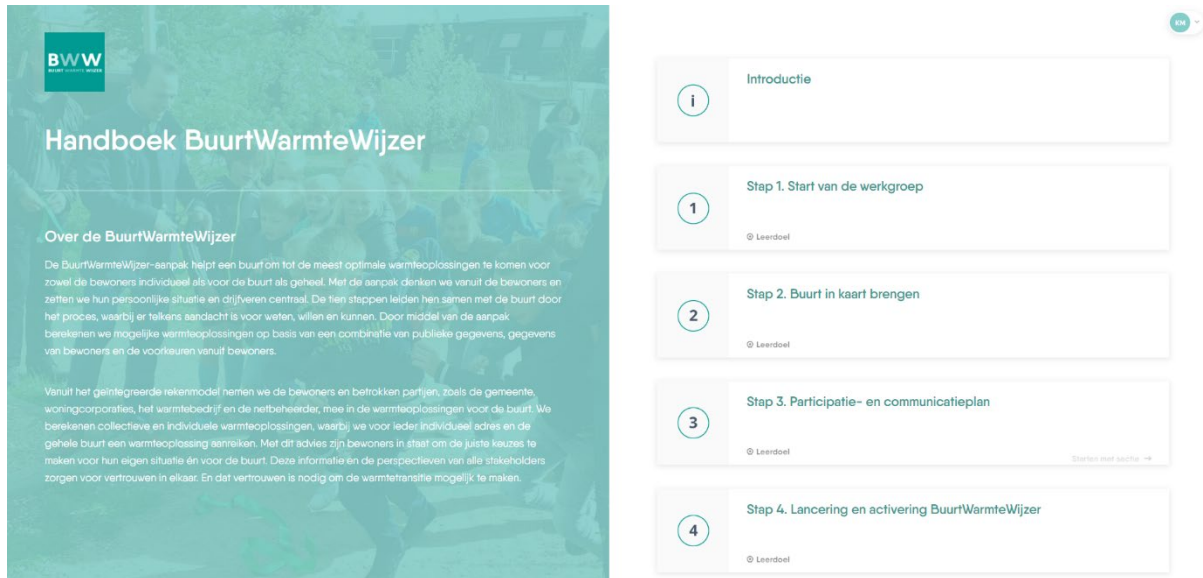 BWW
BUURT WARMTE WIJZER
Handboek BuurtWarmteWijzer
Over de BuurtWarmteWijzer
De BuurtWarmteWijzer-aanpak helpt een buurt om tot de meest optimale warmteoplossingen te komen voor
zowel de bewoners individueel als voor de buurt als geheel. Met de aanpak denken we vanuit de bewoners en
zetten we hun persoonlijke situatie en drijfveren centraal. De tien stappen leiden hen samen met de buurt door
het proces, waarbij er telkens aandacht is voor weten, willen en kunnen. Door middel van de aanpak
berekenen we mogelijke warmteoplossingen op basis van een combinatie van publieke gegevens, gegevens
van bewoners en de voorkeuren vanuit bewoners.
Vanuit het geïntegreerde rekenmodel nemen we de bewoners en betrokken partijen, zoals de gemeente,
woningcorporaties, het warmtebedrijf en de netbeheerder, mee in de warmteoplossingen voor de buurt. We
berekenen collectieve en individuele warmteoplossingen, waarbij we voor ieder individueel adres en de
gehele buurt een warmteoplossing aanreiken. Met dit advies zijn bewoners in staat om de juiste keuzes te
maken voor hun eigen situatie én voor de buurt. Deze informatie en de perspectieven van alle stakeholders
zorgen voor vertrouwen in elkaar. En dat vertrouwen is nodig om de warmtetransitie mogelijk te maken.
KM
i
Introductie
1
Stap 1. Start van de werkgroep
Leerdoel
2
Stap 2. Buurt in kaart brengen
Leerdoel
3
Stap 3. Participatie- en communicatieplan
Leerdoel
Starten met sectie →
4
Stap 4. Lancering en activering BuurtWarmteWijzer
Leerdoel